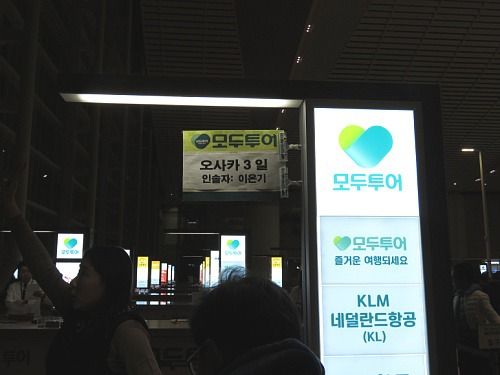 모두투어
오사카 3 일
인솔자: 이은기
모두투어
모두투어
즐거운 여행되세요
KLM
네덜란드항공
(KL)